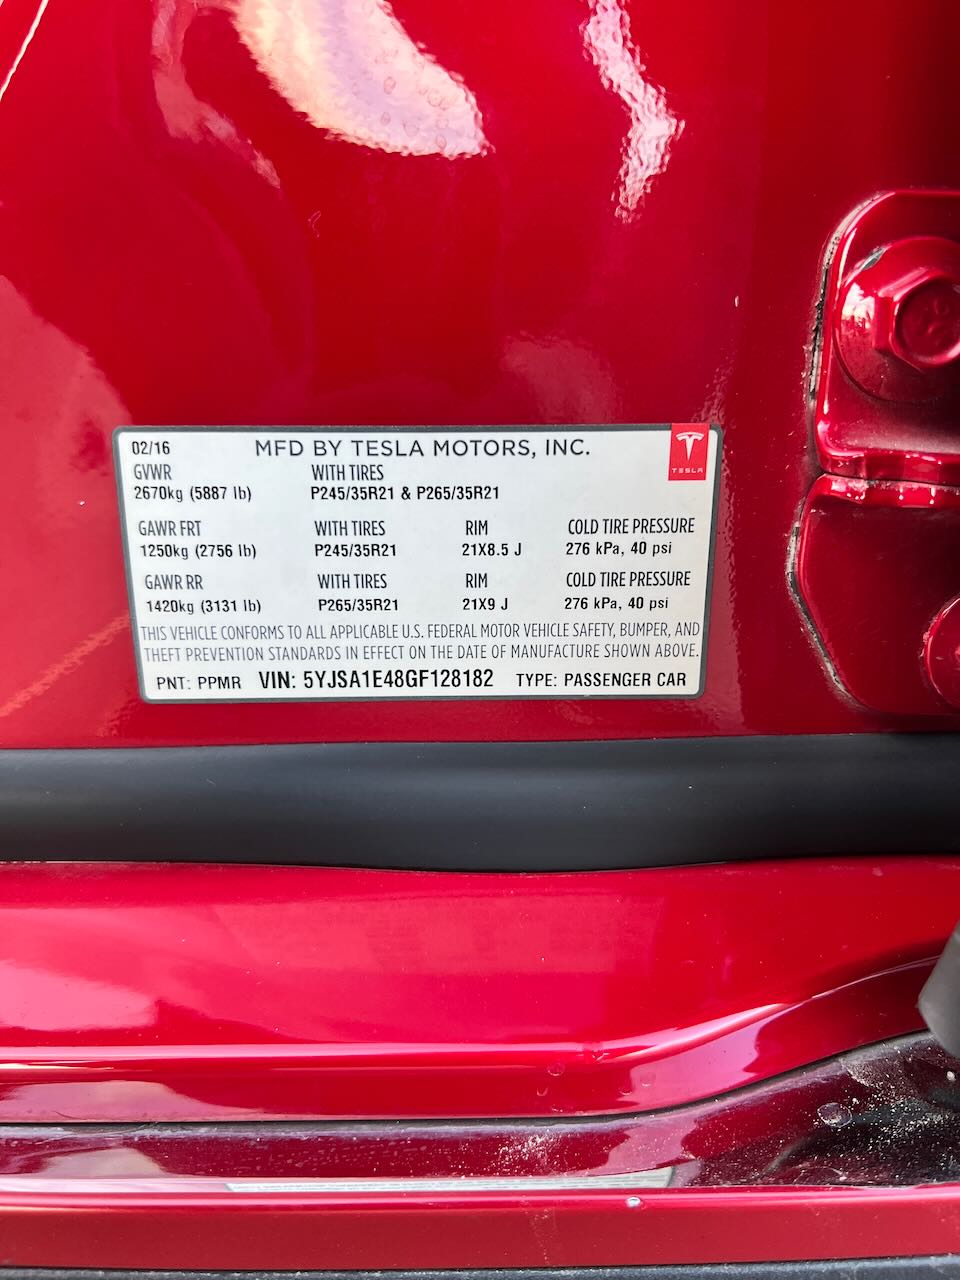 02/16 MFD BY TESLA MOTORS, INC.
TESLA
GVWR WITH TIRES
2670kg (5887 lb) P245/35R21 & P265/35R21
GAWR FRT WITH TIRES RIM COLD TIRE PRESSURE
1250kg (2756 lb) P245/35R21 21X8.5 J 276 kPa, 40 psi
GAWR RR WITH TIRES RIM COLD TIRE PRESSURE
1420kg (3131 lb) P265/35R21 21X9 J 276 kPa, 40 psi
THIS VEHICLE CONFORMS TO ALL APPLICABLE U.S. FEDERAL MOTOR VEHICLE SAFETY, BUMPER, AND
THEFT PREVENTION STANDARDS IN EFFECT ON THE DATE OF MANUFACTURE SHOWN ABOVE.
PNT: PPMR VIN: 5YJSA1E48GF128182 TYPE: PASSENGER CAR